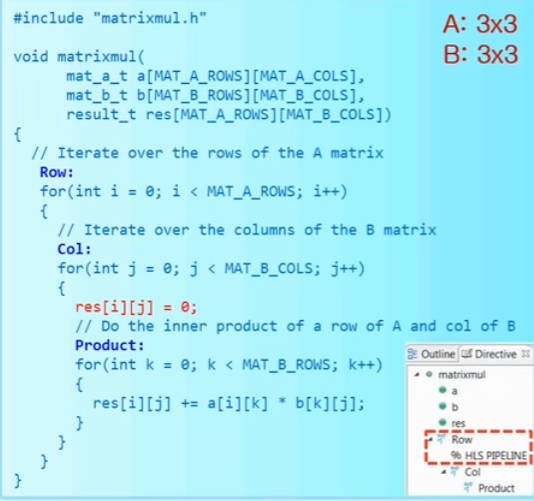 #include "matrixmul.h"
A: 3x3
B: 3x3
void matrixmul(
mat_a_t a[MAT_A_ROWS][MAT_A_COLS],
mat_b_t b[MAT_B_ROWS][MAT_B_COLS],
result_t res[MAT_A_ROWS][MAT_B_COLS])
{
// Iterate over the rows of the A matrix
Row:
for(int i = 0; i < MAT_A_ROWS; i++)
{
// Iterate over the columns of the B matrix
Col:
for(int j = 0; j < MAT_B_COLS; j++)
{
res[i][j] = 0;
// Do the inner product of a row of A and col of B
Product:
for(int k = 0; k < MAT_B_ROWS; k++)
{
res[i][j] += a[i][k] * b[k][j];
}
}
}
}
Outline Directive
matrixmul
a
b
res
Row
% HLS PIPELINE
Col
Product